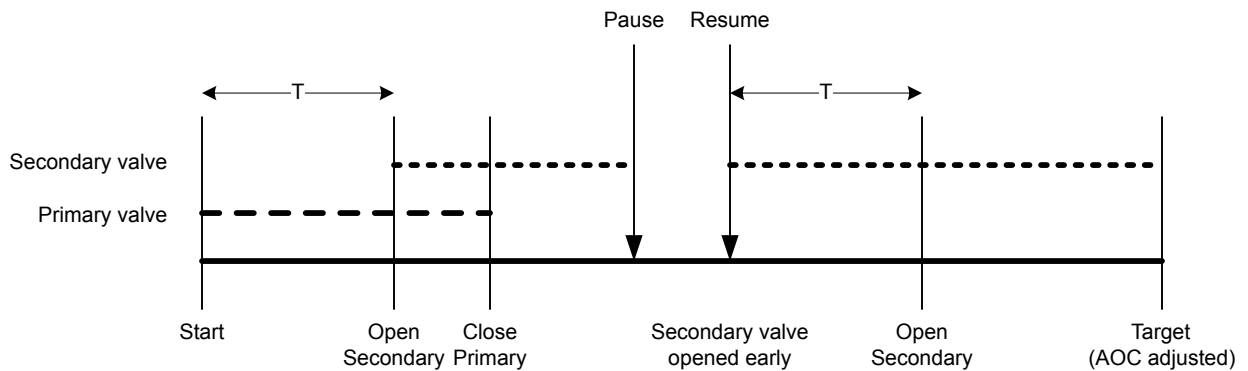 Pause
Resume
T
T
Secondary valve
Primary valve
Start
Open
Secondary
Close
Primary
Secondary valve
opened early
Open
Secondary
Target
(AOC adjusted)